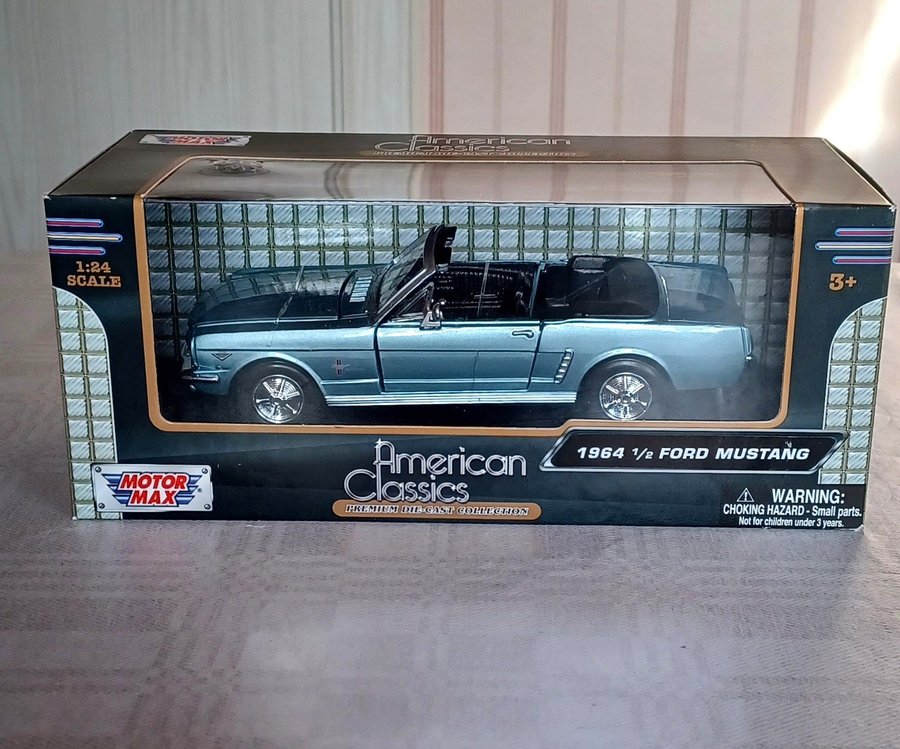 MOTOR MAX
American
Classics
1:24
SCALE
3+
American
Classics
PREMIUM DIE-CAST COLLECTION
1964 1/2 FORD MUSTANG
MOTOR
MAX
®
WARNING:
CHOKING HAZARD - Small parts.
Not for children under 3 years.